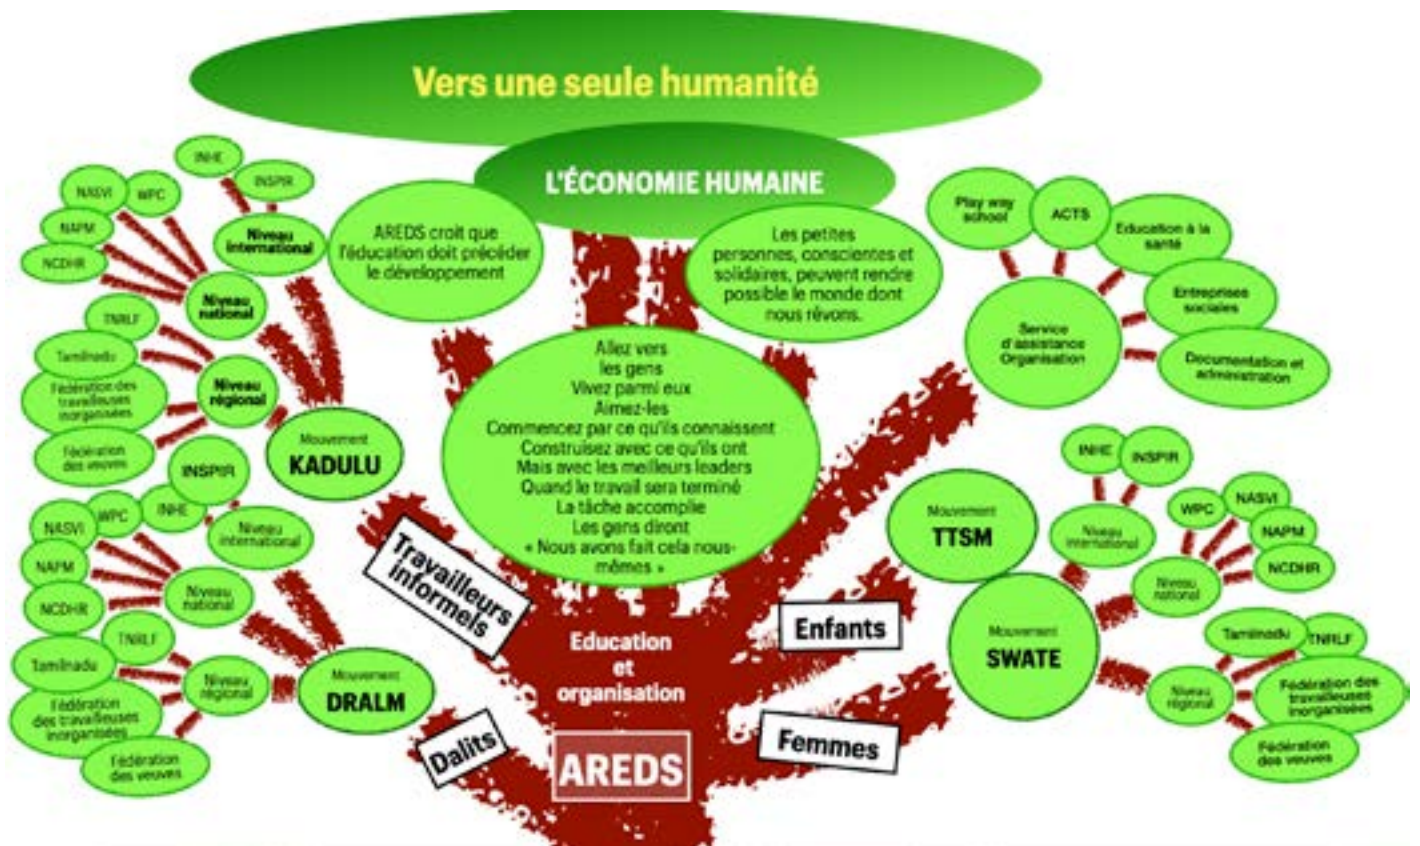 Vers une seule humanité
L'ÉCONOMIE HUMAINE
AREDS croit que
l'éducation doit précéder
le développement
Les petites
personnes, conscientes et
solidaires, peuvent rendre
possible le monde dont
nous rêvons.
Allez vers
les gens
Vivez parmi eux
Aimez-les
Commencez par ce qu'ils connaissent
Construisez avec ce qu'ils ont
Mais avec les meilleurs leaders
Quand le travail sera terminé
La tâche accomplie
Les gens diront
« Nous avons fait cela nous-
mêmes »
INHE
INSPIR
Niveau
international
NASVI
WPC
NAPM
NCDHR
Niveau
national
TNRLF
Tamilnadu
Fédération des
travailleuses
inorganisées
Fédération
des veuves
Niveau
régional
Mouvement
KADULU
Travailleurs
informels
INSPIR
INHE
Niveau
international
WPC
NASVI
NAPM
NCDHR
Niveau
national
TNRLF
Tamilnadu
Fédération
des travailleuses
inorganisées
Fédération
des veuves
Niveau
régional
Mouvement
DRALM
Dalits
Play way
school
ACTS
Education à la
santé
Entreprises
sociales
Documentation et
administration
Service
d'assistance
Organisation
Mouvement
TTSM
Enfants
INHE
INSPIR
Niveau
international
WPC
NASVI
NAPM
NCDHR
Niveau
national
Tamilnadu
TNRLF
Fédération des
travailleuses
inorganisées
Fédération
des veuves
Niveau
régional
Mouvement
SWATE
Femmes
Education
et
organisation
AREDS